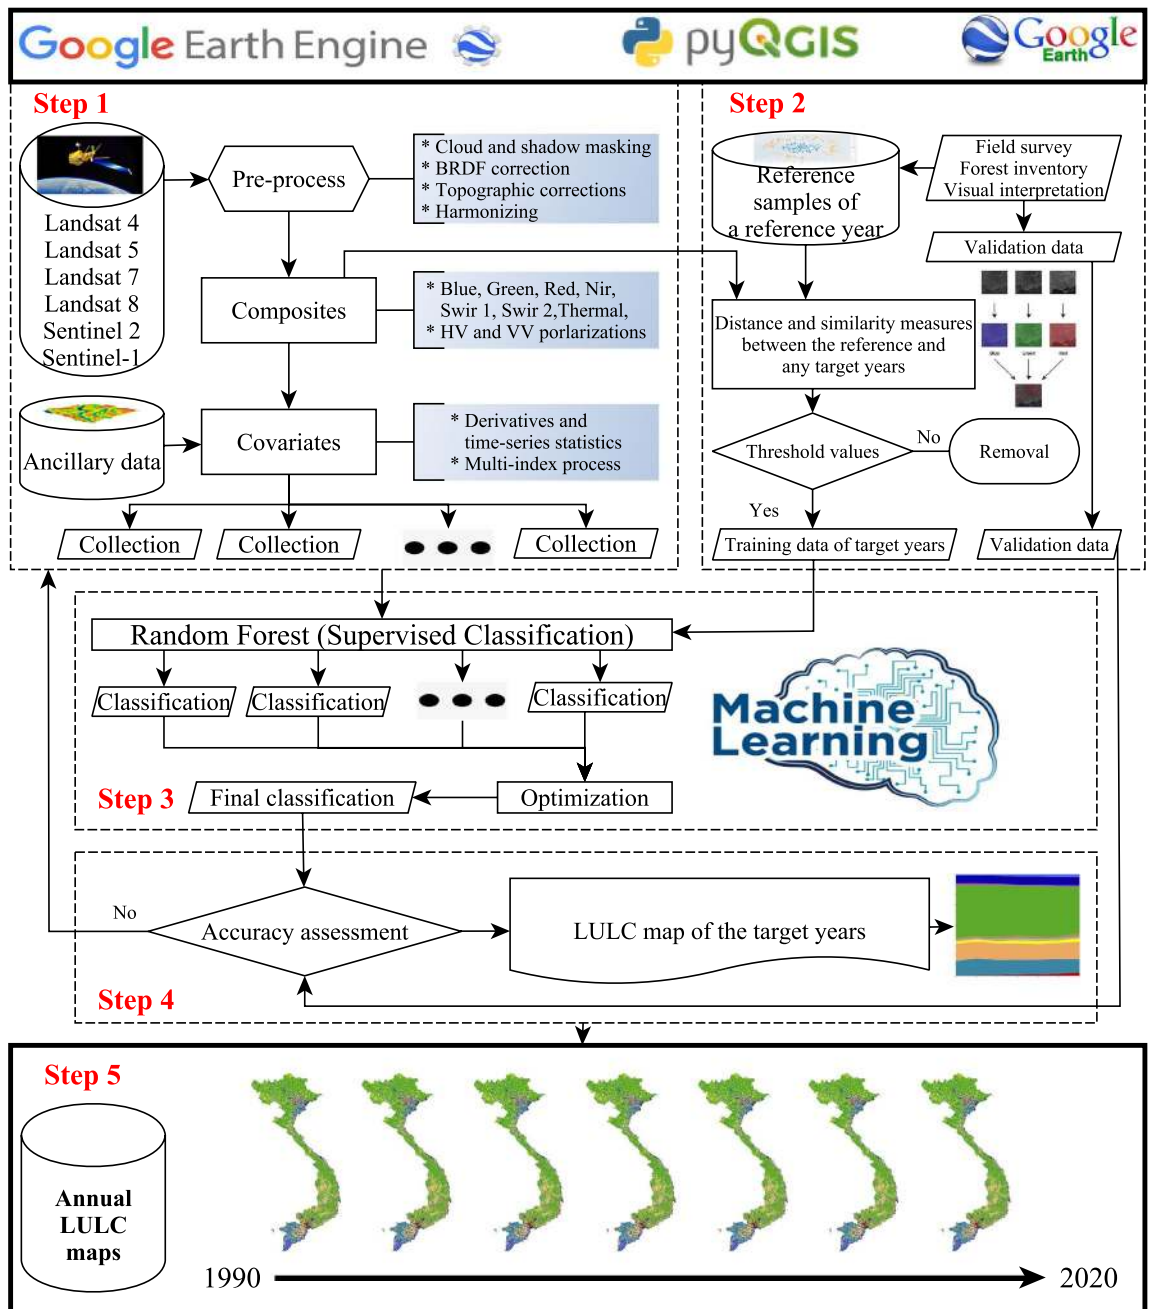 Google Earth Engine
pyQGIS
Google
Earth
Step 1
Landsat 4
Landsat 5
Landsat 7
Landsat 8
Sentinel 2
Sentinel-1
Pre-process
* Cloud and shadow masking
* BRDF correction
* Topographic corrections
* Harmonizing
Composites
* Blue, Green, Red, Nir,
Swir 1, Swir 2,Thermal,
* HV and VV porlarizations
Ancillary data
Covariates
* Derivatives and
time-series statistics
* Multi-index process
Collection
Collection
Collection
Step 2
Reference
samples of
a reference year
Field survey
Forest inventory
Visual interpretation
Validation data
Distance and similarity measures
between the reference and
any target years
Blue
Green
Red
Threshold values
No
Removal
Yes
Training data of target years
Validation data
Random Forest (Supervised Classification)
Classification
Classification
Classification
Machine
Learning
Step 3
Final classification
Optimization
No
Accuracy assessment
LULC map of the target years
Step 4
Step 5
Annual
LULC
maps
1990
2020